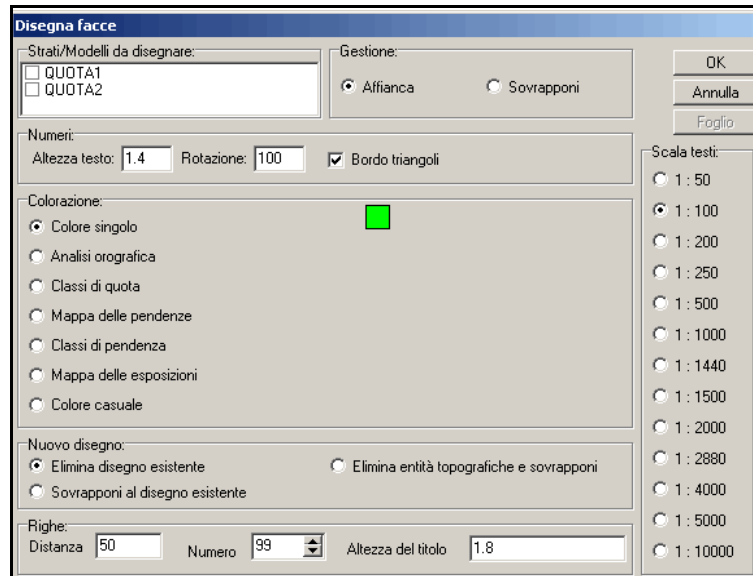 Disegna facce
Strati/Modelli da disegnare:
QUOTA1
QUOTA2
Gestione:
Affianca Sovrapponi
OK
Annulla
Foglio
Numeri:
Altezza testo: 1.4 Rotazione: 100 Bordo triangoli
Colorazione:
Colore singolo
Analisi orografica
Classi di quota
Mappa delle pendenze
Classi di pendenza
Mappa delle esposizioni
Colore casuale
Nuovo disegno:
Elimina disegno esistente Elimina entità topografiche e sovrapponi
Sovrapponi al disegno esistente
Righe:
Distanza 50 Numero 99 Altezza del titolo 1.8
Scala testi:
1 : 50
1 : 100
1 : 200
1 : 250
1 : 500
1 : 1000
1 : 1440
1 : 1500
1 : 2000
1 : 2880
1 : 4000
1 : 5000
1 : 10000